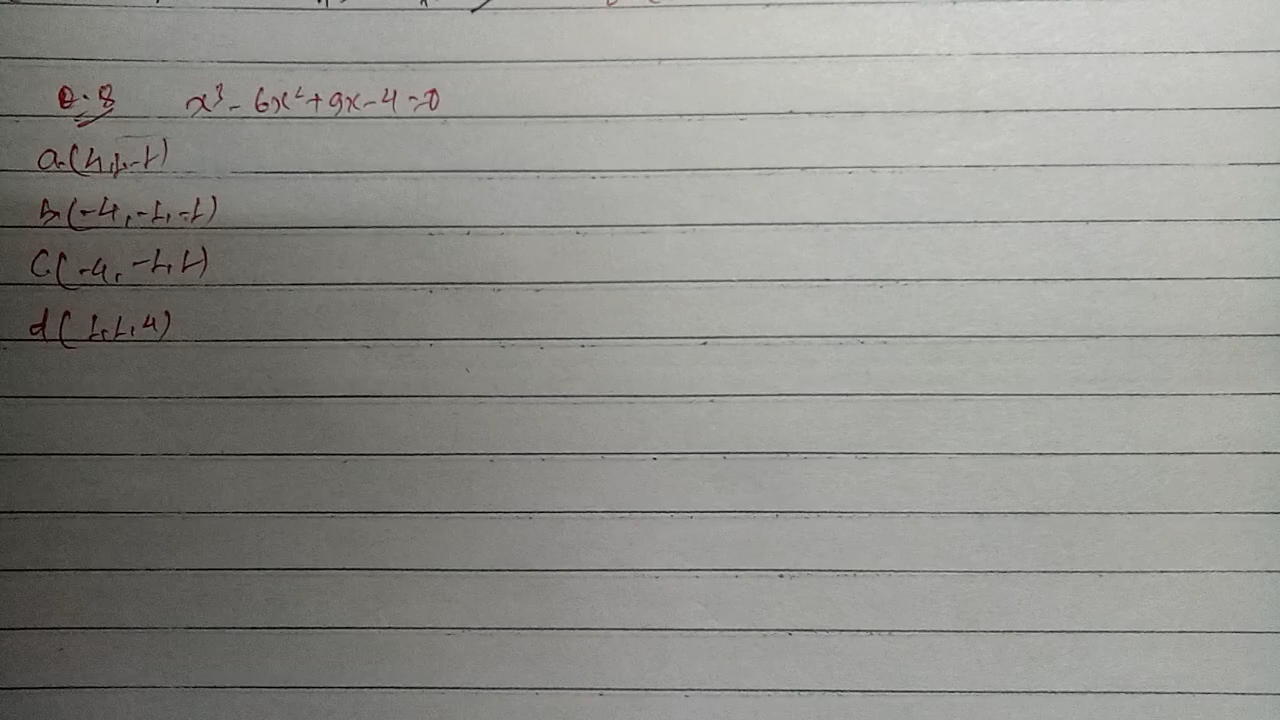 Q.8 x³-6x²+9x-4=0
a.(4,1,-1)
b.(-4,-1,-1)
c(-4,-1,1)
d(1,1,4)